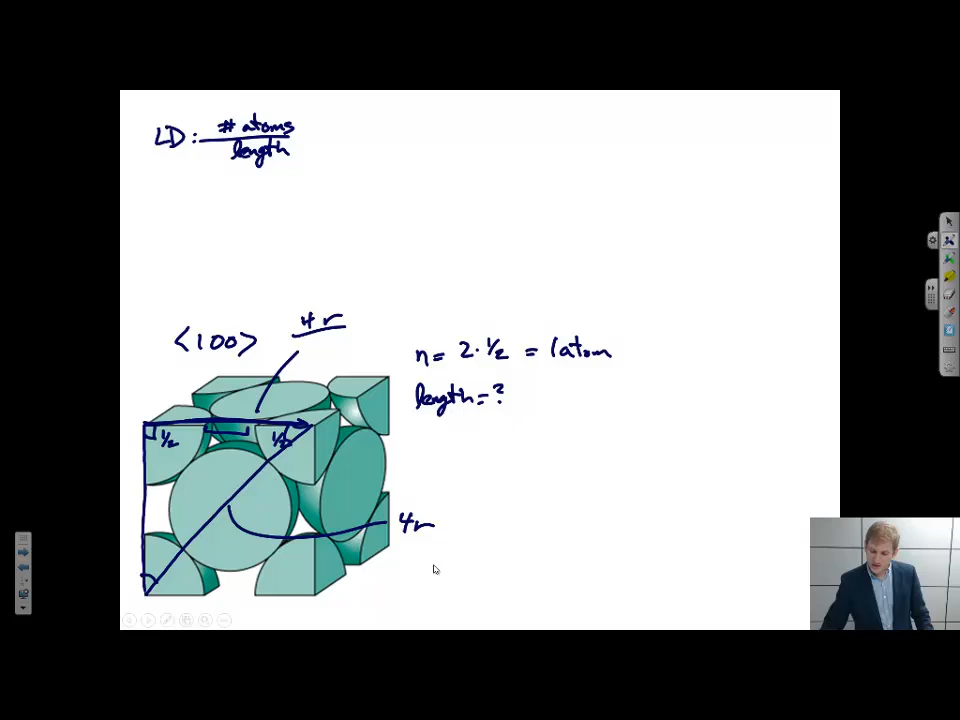 LD: # atoms
length
4r
<100>
n = 2 · 1/2 = 1 atom
length = ?
1/2 1/2
4r